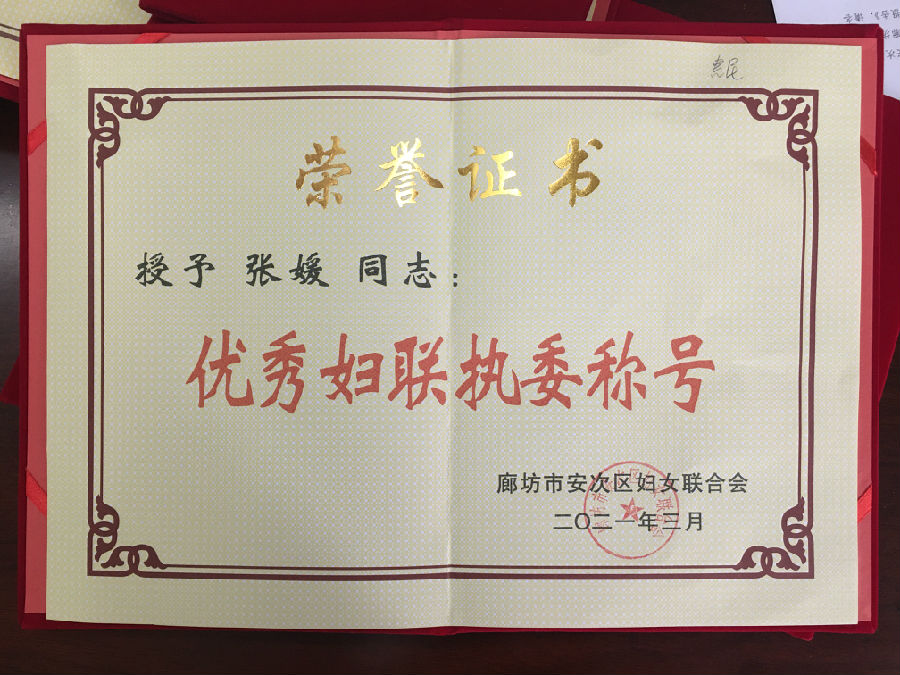 荣誉证书
授予 张媛 同志：
优秀妇联执委称号
廊坊市安次区妇女联合会
二〇二一年三月